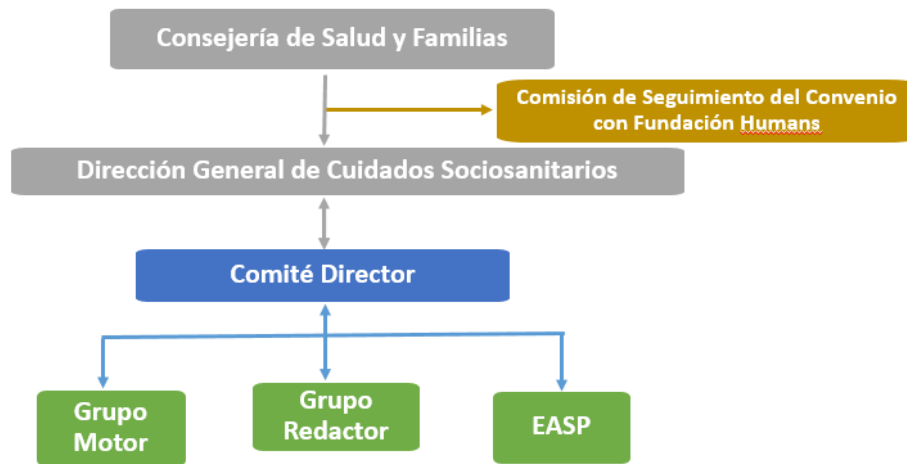 Consejería de Salud y Familias
Comisión de Seguimiento del Convenio
con Fundación Humans
Dirección General de Cuidados Sociosanitarios
Comité Director
Grupo
Motor
Grupo
Redactor
EASP